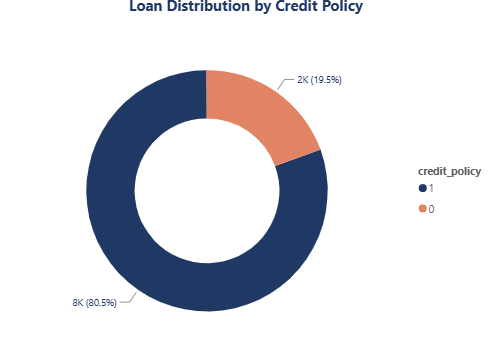 Loan Distribution by Credit Policy
2K (19.5%)
credit_policy
1
0
8K (80.5%)